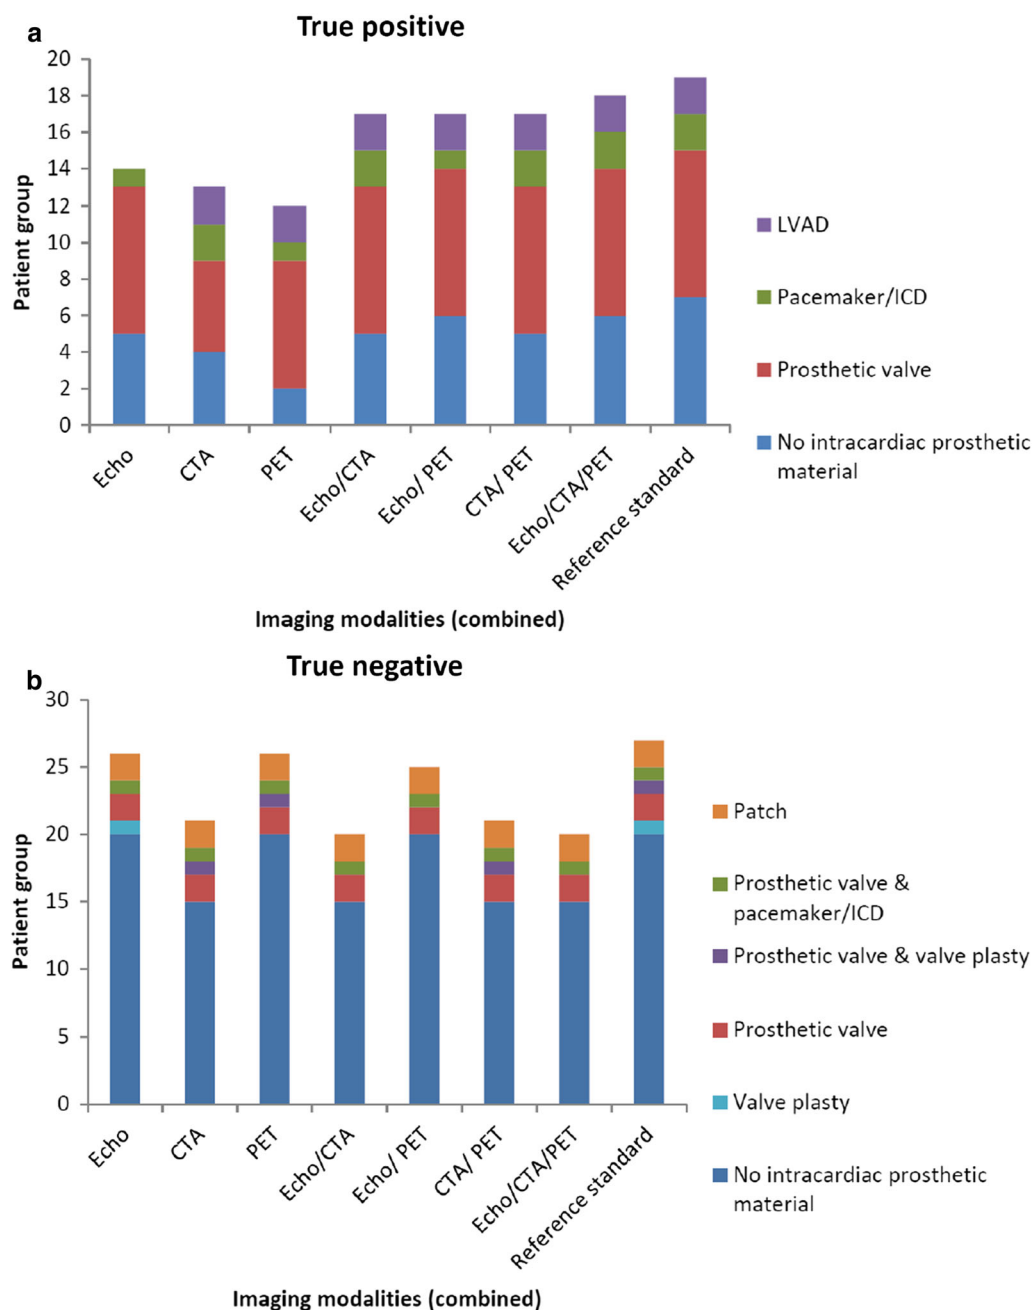 a
True positive
20
18
16
14
12
10
8
6
4
2
0
Patient group
Echo
CTA
PET
Echo/CTA
Echo/ PET
CTA/ PET
Echo/CTA/PET
Reference standard
Imaging modalities (combined)
LVAD
Pacemaker/ICD
Prosthetic valve
No intracardiac prosthetic
material
b
True negative
30
25
20
15
10
5
0
Patient group
Echo
CTA
PET
Echo/CTA
Echo/ PET
CTA/ PET
Echo/CTA/PET
Reference standard
Imaging modalities (combined)
Patch
Prosthetic valve &
pacemaker/ICD
Prosthetic valve & valve plasty
Prosthetic valve
Valve plasty
No intracardiac prosthetic
material